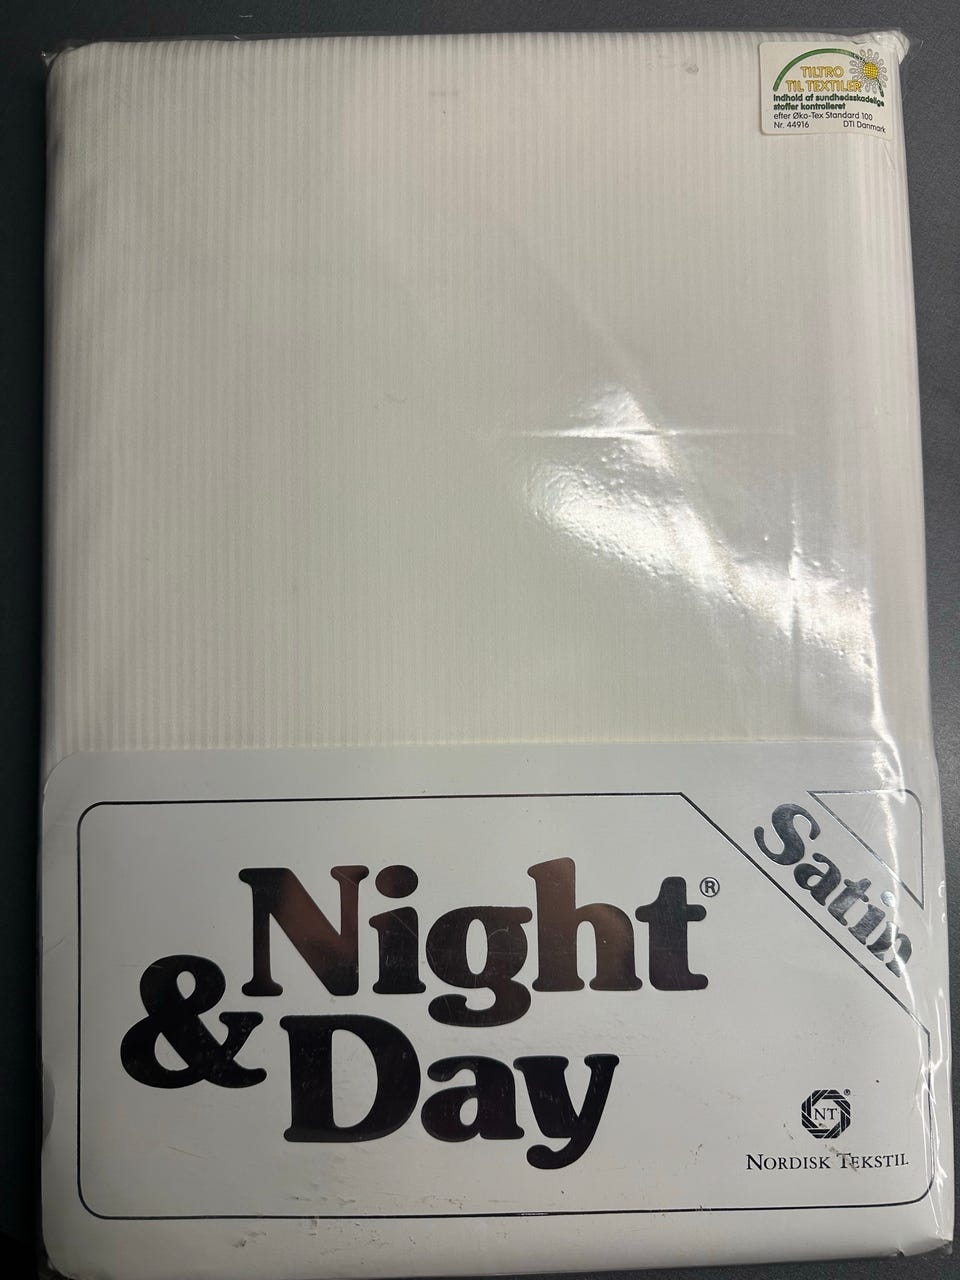 TILTRO
TIL TEXTILER
Indhold af sundhedsskadelige
stoffer kontrolleret
efter Øko-Tex Standard 100
Nr. 44916 DTI Danmark
Satin
Night®
& Day
NT®
NORDISK TEKSTIL